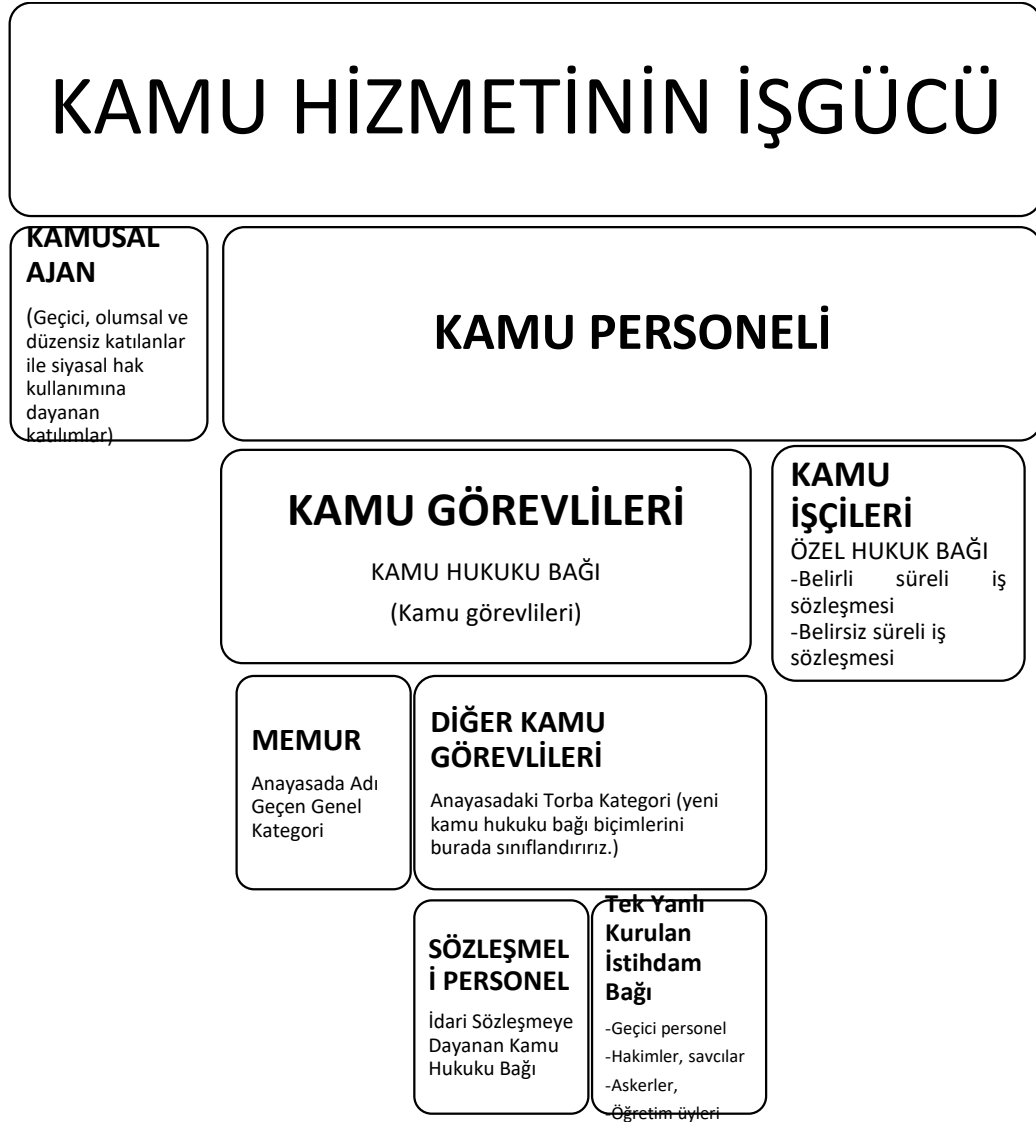 KAMU HİZMETİNİN İŞGÜCÜ
KAMUSAL
AJAN
(Geçici, olumsal ve
düzensiz katılanlar
ile siyasal hak
kullanımına
dayanan
katılımlar)
KAMU PERSONELİ
KAMU GÖREVLİLERİ
KAMU HUKUKU BAĞI
(Kamu görevlileri)
KAMU
İŞÇİLERİ
ÖZEL HUKUK BAĞI
-Belirli süreli iş
sözleşmesi
-Belirsiz süreli iş
sözleşmesi
MEMUR
Anayasada Adı
Geçen Genel
Kategori
DİĞER KAMU
GÖREVLİLERİ
Anayasadaki Torba Kategori (yeni
kamu hukuku bağı biçimlerini
burada sınıflandırırız.)
SÖZLEŞMEL
İ PERSONEL
İdari Sözleşmeye
Dayanan Kamu
Hukuku Bağı
Tek Yanlı
Kurulan
İstihdam
Bağı
-Geçici personel
-Hakimler, savcılar
-Askerler,
-Öğretim üyleri